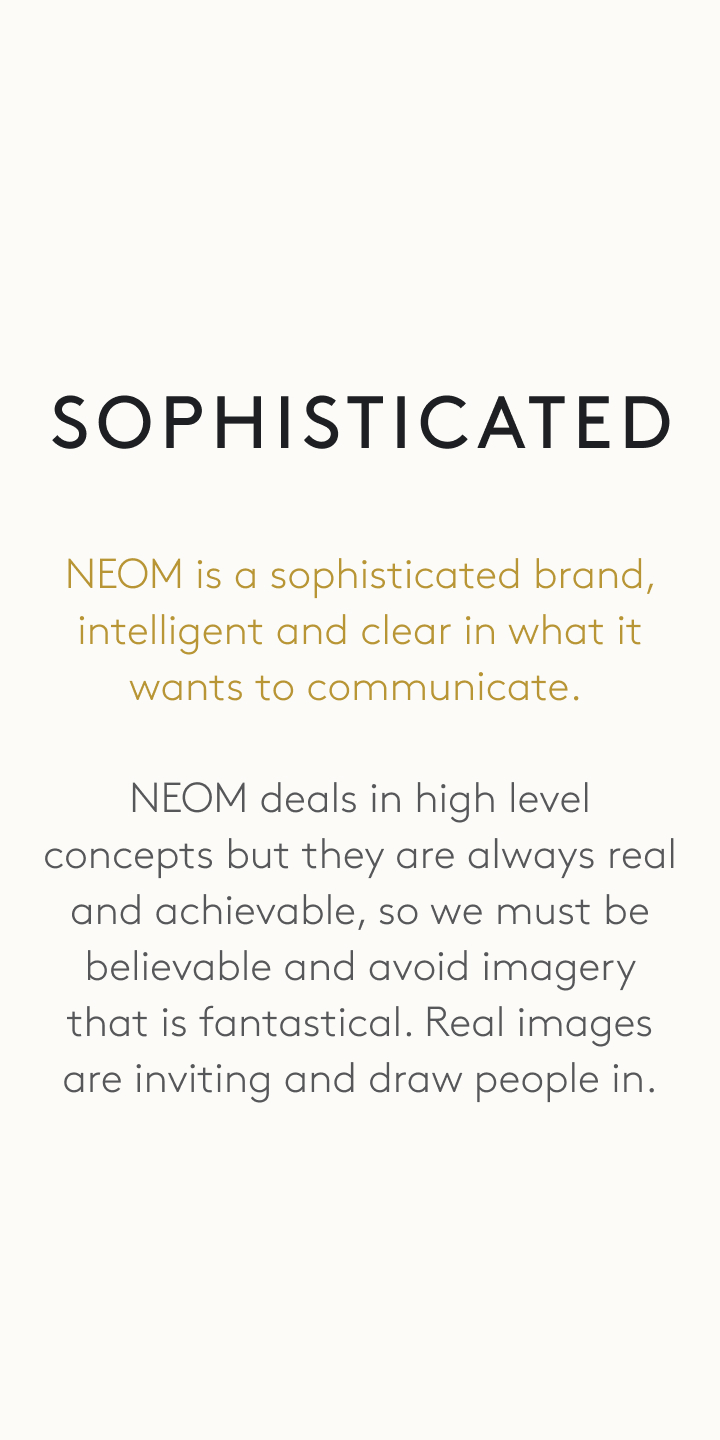 SOPHISTICATED
NEOM is a sophisticated brand,
intelligent and clear in what it
wants to communicate.
NEOM deals in high level
concepts but they are always real
and achievable, so we must be
believable and avoid imagery
that is fantastical. Real images
are inviting and draw people in.